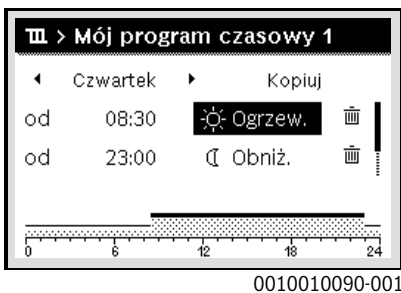 > Mój program czasowy 1
Czwartek Kopiuj
od 08:30 Ogrzew.
od 23:00 Obniż.
0 6 12 18 24
0010010090-001